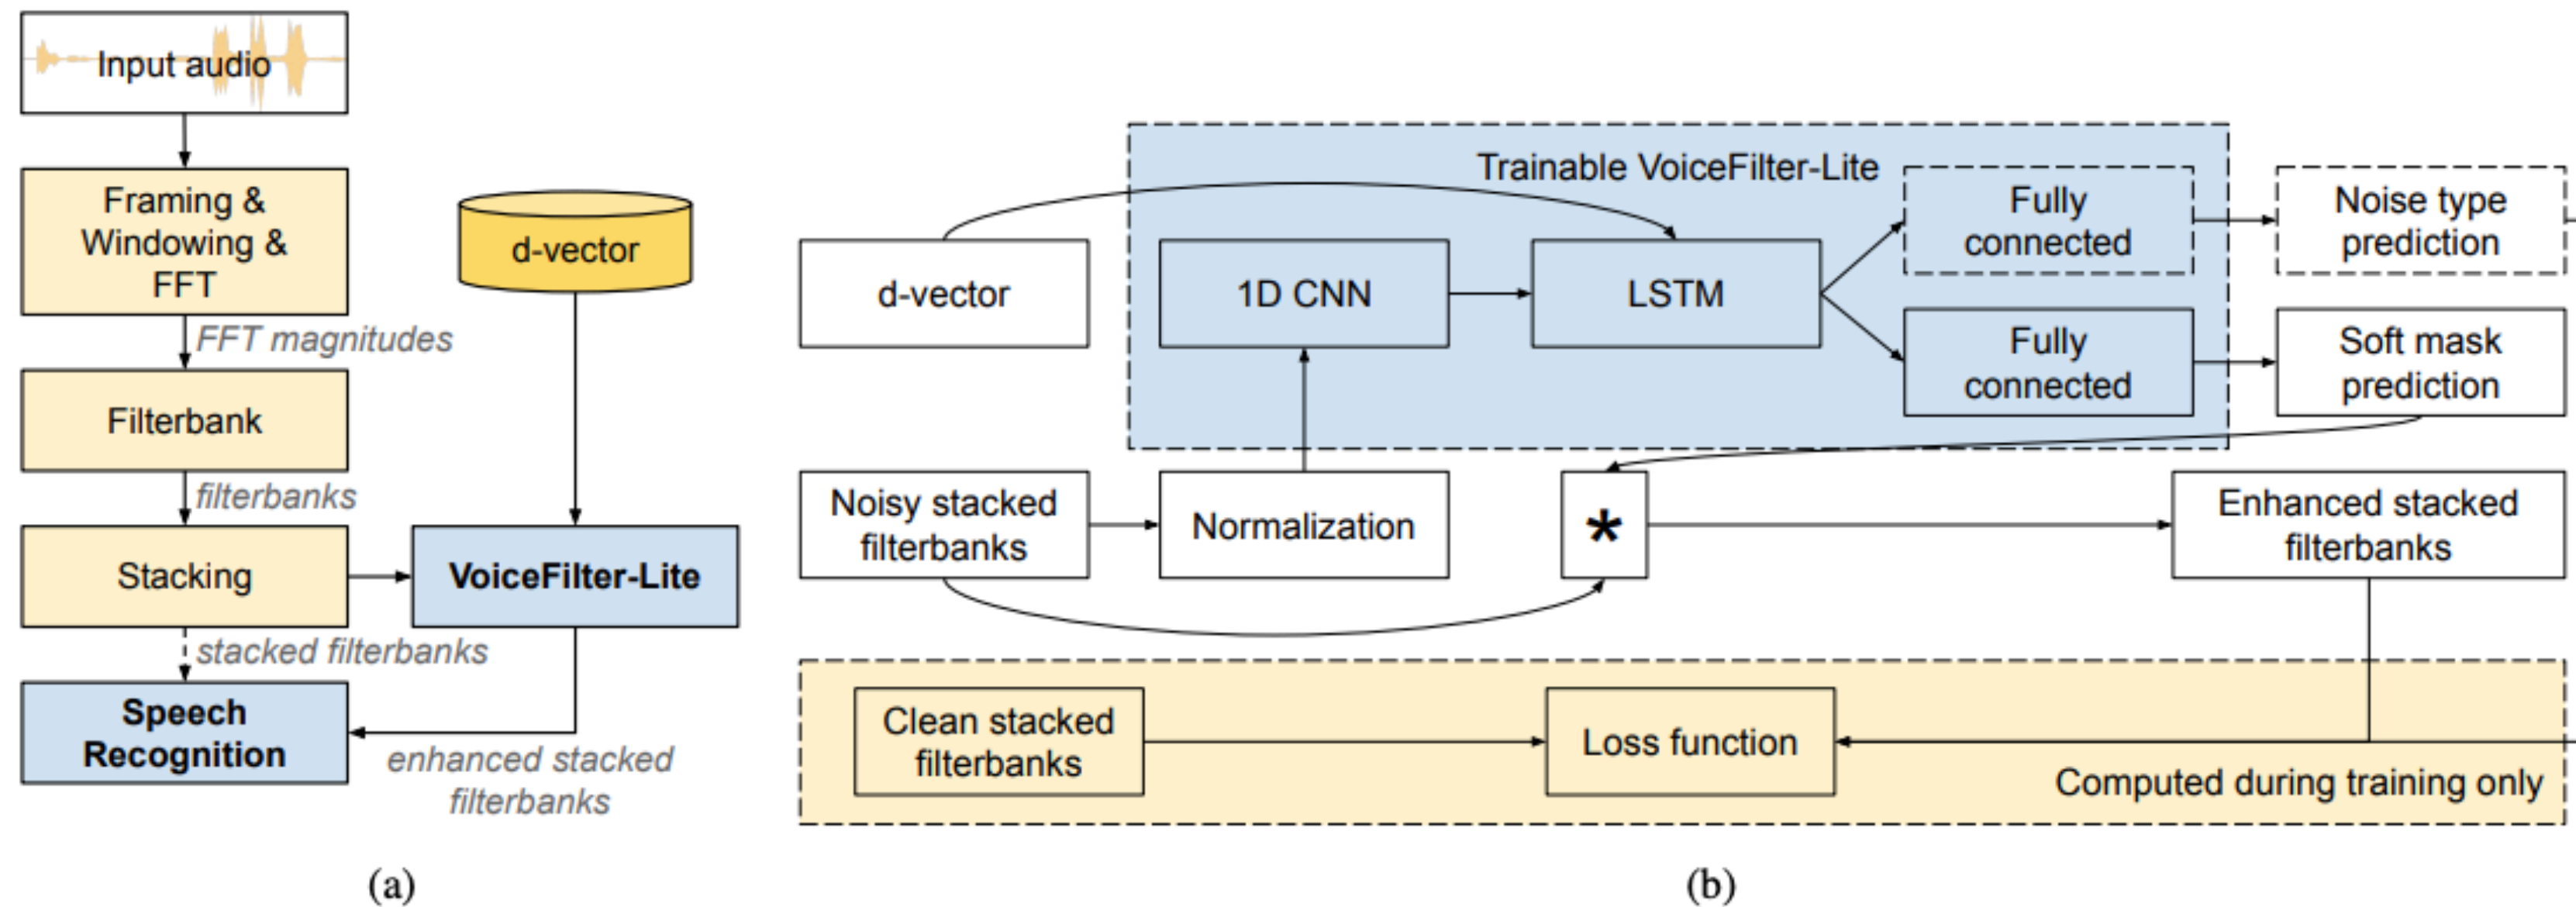 Input audio
Framing &
Windowing &
FFT
FFT magnitudes
Filterbank
filterbanks
Stacking
stacked filterbanks
Speech
Recognition
d-vector
VoiceFilter-Lite
enhanced stacked
filterbanks
(a)
Trainable VoiceFilter-Lite
d-vector
1D CNN
LSTM
Fully
connected
Noise type
prediction
Fully
connected
Soft mask
prediction
Noisy stacked
filterbanks
Normalization
*
Enhanced stacked
filterbanks
Clean stacked
filterbanks
Loss function
Computed during training only
(b)